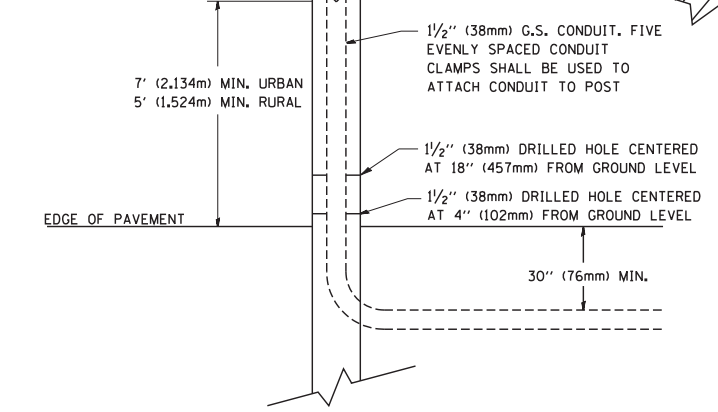 1½" (38mm) G.S. CONDUIT. FIVE
EVENLY SPACED CONDUIT
CLAMPS SHALL BE USED TO
ATTACH CONDUIT TO POST
7' (2.134m) MIN. URBAN
5' (1.524m) MIN. RURAL
1½" (38mm) DRILLED HOLE CENTERED
AT 18" (457mm) FROM GROUND LEVEL
1½" (38mm) DRILLED HOLE CENTERED
AT 4" (102mm) FROM GROUND LEVEL
EDGE OF PAVEMENT
30" (76mm) MIN.